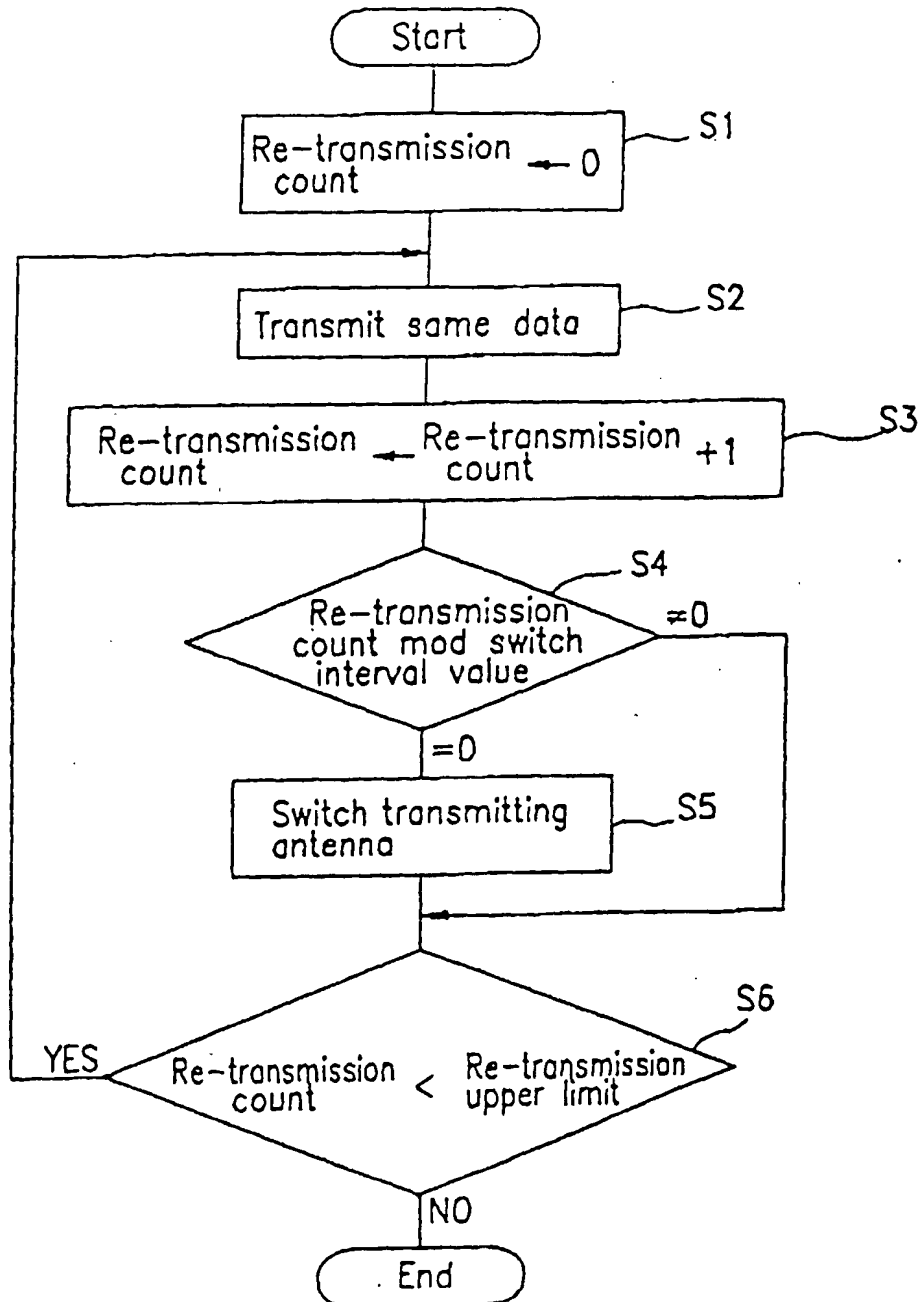 Start
S1
Re-transmission
count ← 0
S2
Transmit same data
S3
Re-transmission
count ← Re-transmission
count +1
S4
Re-transmission
count mod switch
interval value
≠0
=0
Switch transmitting
antenna
S5
S6
YES
Re-transmission
count < Re-transmission
upper limit
NO
End